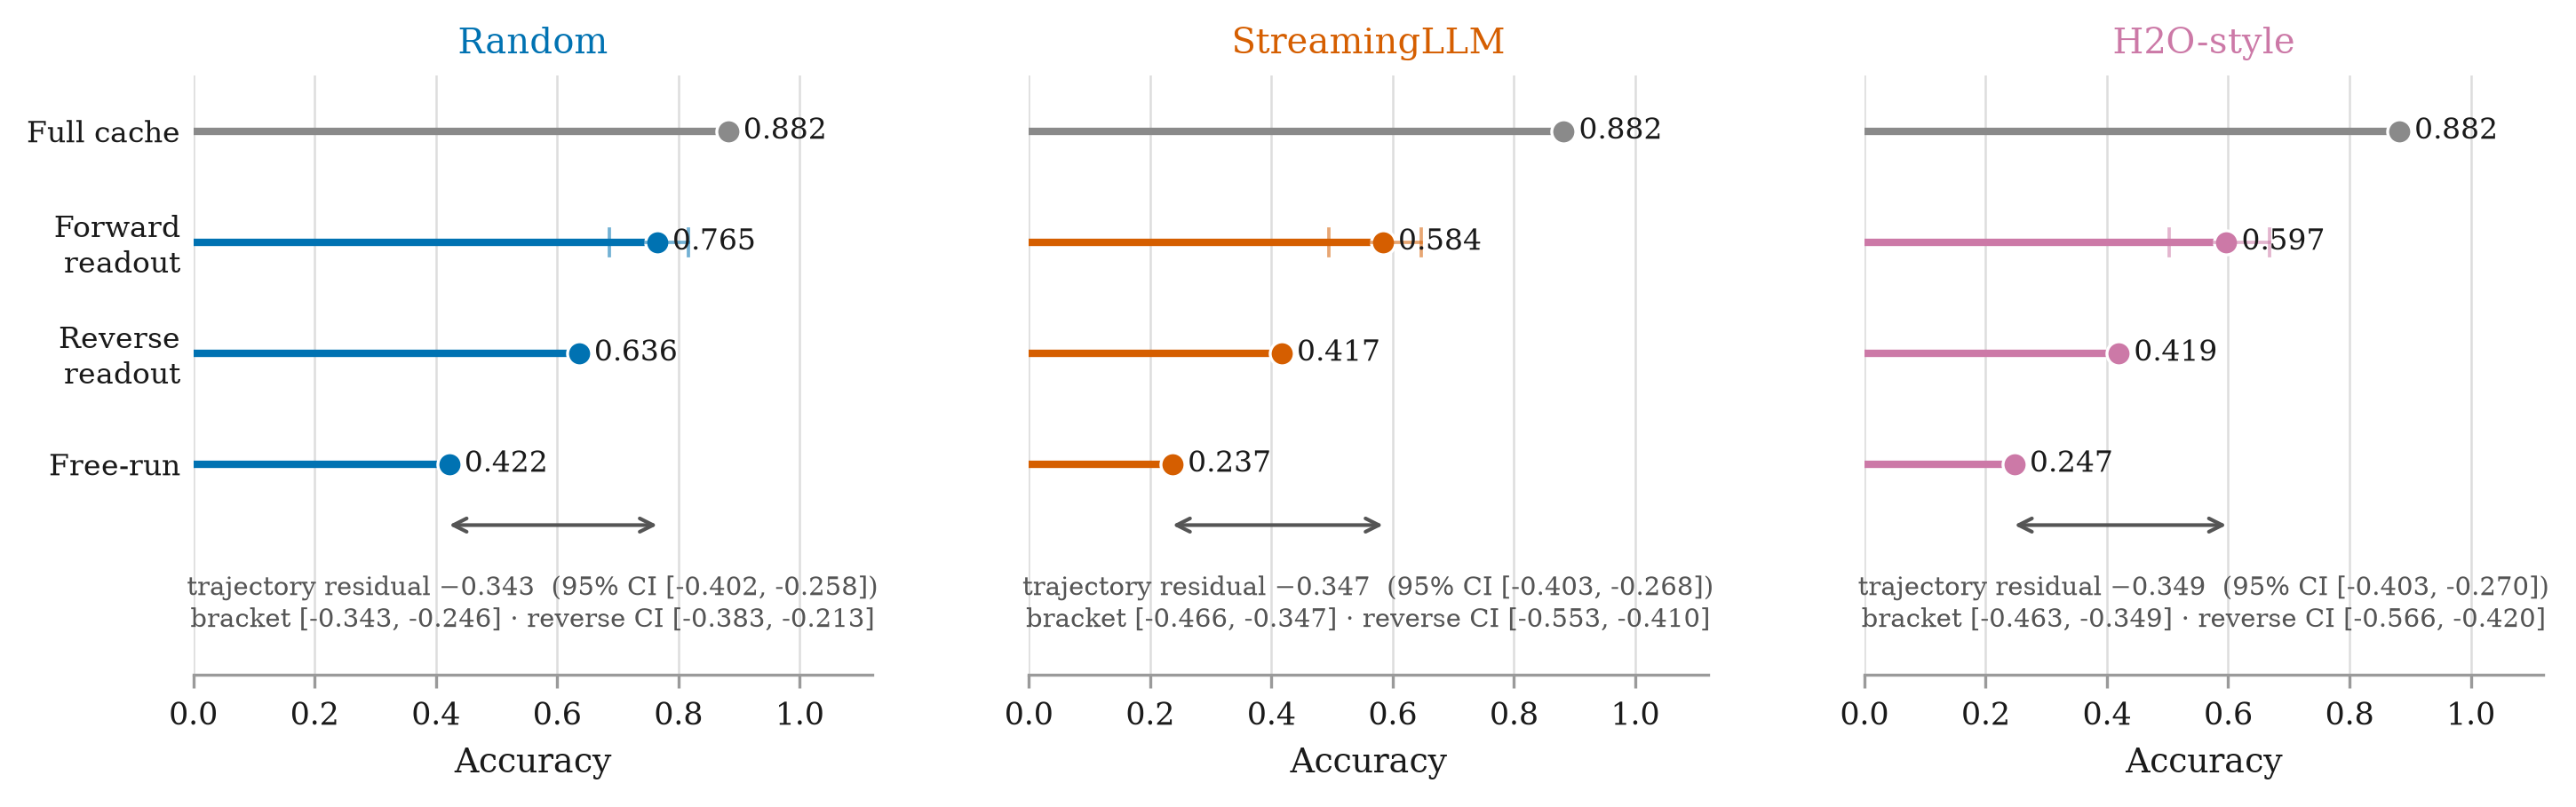 Random
Full cache
0.882
Forward
readout
0.765
Reverse
readout
0.636
Free-run
0.422
trajectory residual −0.343 (95% CI [-0.402, -0.258])
bracket [-0.343, -0.246] · reverse CI [-0.383, -0.213]
0.0 0.2 0.4 0.6 0.8 1.0
Accuracy
StreamingLLM
0.882
0.584
0.417
0.237
trajectory residual −0.347 (95% CI [-0.403, -0.268])
bracket [-0.466, -0.347] · reverse CI [-0.553, -0.410]
0.0 0.2 0.4 0.6 0.8 1.0
Accuracy
H2O-style
0.882
0.597
0.419
0.247
trajectory residual −0.349 (95% CI [-0.403, -0.270])
bracket [-0.463, -0.349] · reverse CI [-0.566, -0.420]
0.0 0.2 0.4 0.6 0.8 1.0
Accuracy